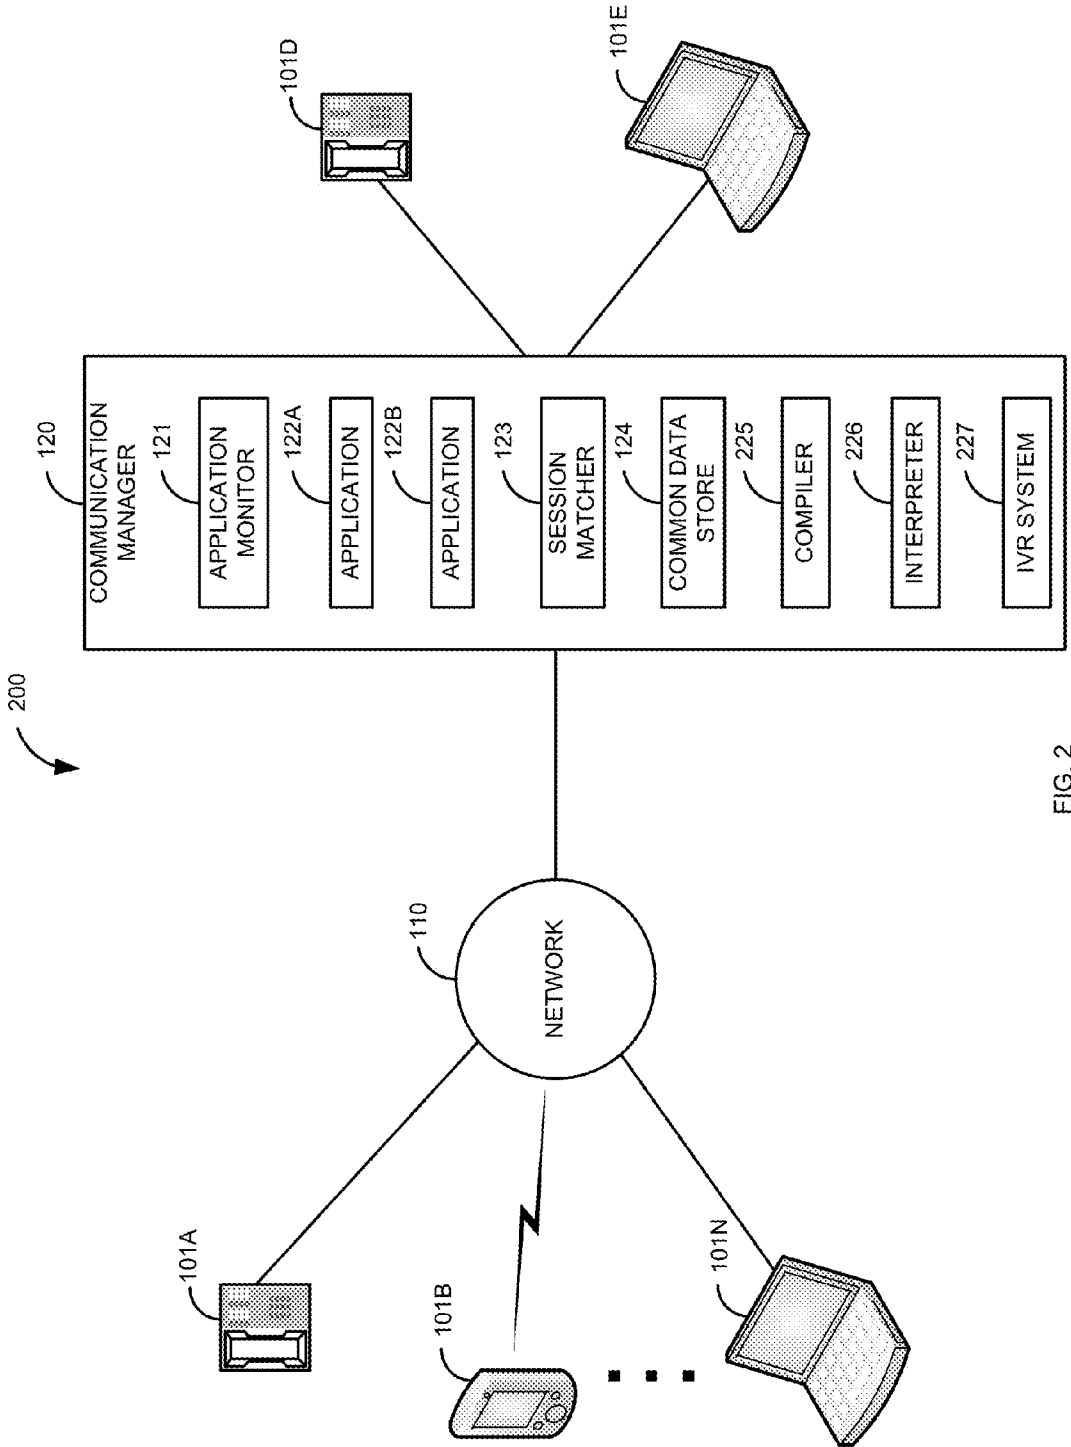 200
101A
101B
101N
110
NETWORK
120
COMMUNICATION
MANAGER
121
APPLICATION
MONITOR
122A
APPLICATION
122B
APPLICATION
123
SESSION
MATCHER
124
COMMON DATA
STORE
225
COMPILER
226
INTERPRETER
227
IVR SYSTEM
101D
101E
FIG. 2